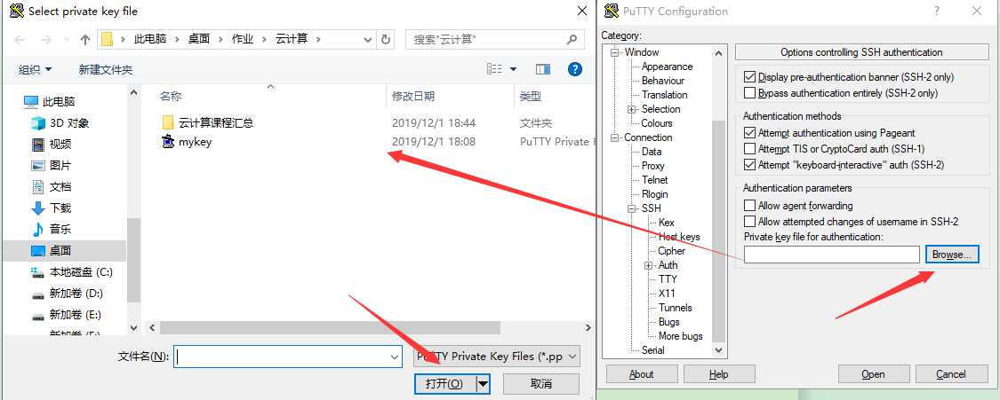 Select private key file
此电脑 > 桌面 > 作业 > 云计算 >
搜索"云计算"
组织
新建文件夹
此电脑
3D 对象
视频
图片
文档
下载
音乐
桌面
本地磁盘 (C:)
新加卷 (D:)
新加卷 (E:)
名称 修改日期 类型
云计算课程汇总 2019/12/1 18:44 文件夹
mykey 2019/12/1 18:08 PuTTY Private K
文件名(N):
PuTTY Private Key Files (*.pp
打开(O)
取消
PuTTY Configuration
Category:
Window
Appearance
Behaviour
Translation
Selection
Colours
Connection
Data
Proxy
Telnet
Rlogin
SSH
Kex
Host keys
Cipher
Auth
TTY
X11
Tunnels
Bugs
More bugs
Serial
Options controlling SSH authentication
Display pre-authentication banner (SSH-2 only)
Bypass authentication entirely (SSH-2 only)
Authentication methods
Attempt authentication using Pageant
Attempt TIS or CryptoCard auth (SSH-1)
Attempt "keyboard-interactive" auth (SSH-2)
Authentication parameters
Allow agent forwarding
Allow attempted changes of username in SSH-2
Private key file for authentication:
Browse...
About
Help
Open
Cancel